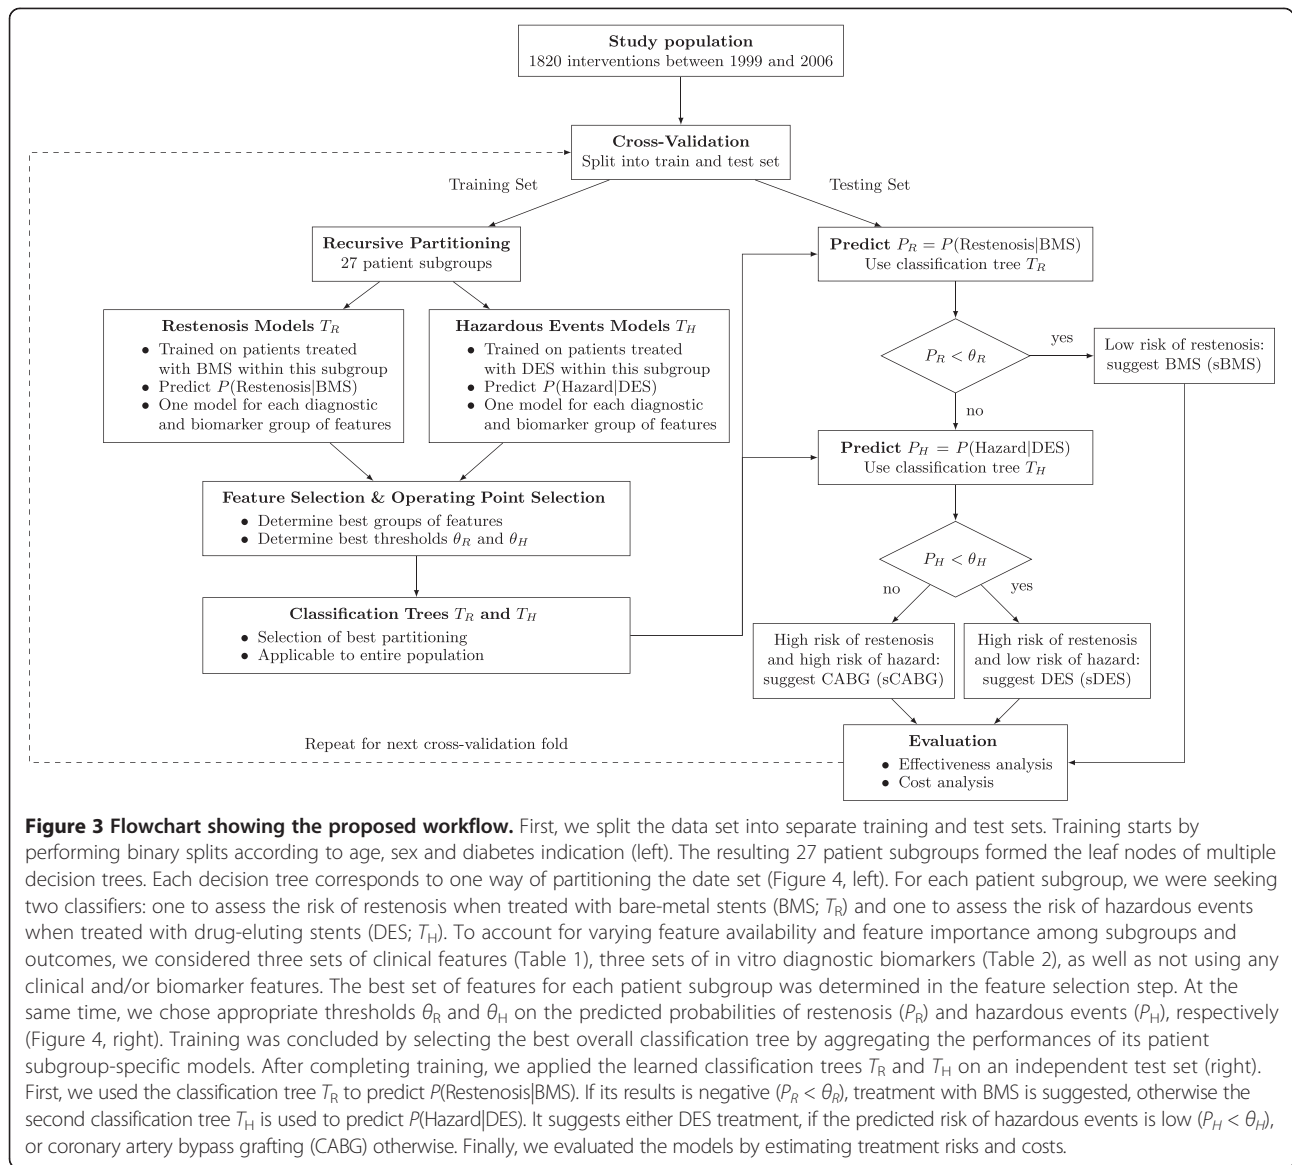 Study population
1820 interventions between 1999 and 2006
Cross-Validation
Split into train and test set
Training Set
Testing Set
Recursive Partitioning
27 patient subgroups
Restenosis Models T_R
• Trained on patients treated
with BMS within this subgroup
• Predict P(Restenosis|BMS)
• One model for each diagnostic
and biomarker group of features
Hazardous Events Models T_H
• Trained on patients treated
with DES within this subgroup
• Predict P(Hazard|DES)
• One model for each diagnostic
and biomarker group of features
Feature Selection & Operating Point Selection
• Determine best groups of features
• Determine best thresholds θ_R and θ_H
Classification Trees T_R and T_H
• Selection of best partitioning
• Applicable to entire population
Predict P_R = P(Restenosis|BMS)
Use classification tree T_R
P_R < θ_R
yes
Low risk of restenosis:
suggest BMS (sBMS)
no
Predict P_H = P(Hazard|DES)
Use classification tree T_H
P_H < θ_H
no
yes
High risk of restenosis
and high risk of hazard:
suggest CABG (sCABG)
High risk of restenosis
and low risk of hazard:
suggest DES (sDES)
Evaluation
• Effectiveness analysis
• Cost analysis
Repeat for next cross-validation fold
Figure 3 Flowchart showing the proposed workflow. First, we split the data set into separate training and test sets. Training starts by
performing binary splits according to age, sex and diabetes indication (left). The resulting 27 patient subgroups formed the leaf nodes of multiple
decision trees. Each decision tree corresponds to one way of partitioning the date set (Figure 4, left). For each patient subgroup, we were seeking
two classifiers: one to assess the risk of restenosis when treated with bare-metal stents (BMS; T_R) and one to assess the risk of hazardous events
when treated with drug-eluting stents (DES; T_H). To account for varying feature availability and feature importance among subgroups and
outcomes, we considered three sets of clinical features (Table 1), three sets of in vitro diagnostic biomarkers (Table 2), as well as not using any
clinical and/or biomarker features. The best set of features for each patient subgroup was determined in the feature selection step. At the
same time, we chose appropriate thresholds θ_R and θ_H on the predicted probabilities of restenosis (P_R) and hazardous events (P_H), respectively
(Figure 4, right). Training was concluded by selecting the best overall classification tree by aggregating the performances of its patient
subgroup-specific models. After completing training, we applied the learned classification trees T_R and T_H on an independent test set (right).
First, we used the classification tree T_R to predict P(Restenosis|BMS). If its results is negative (P_R < θ_R), treatment with BMS is suggested, otherwise the
second classification tree T_H is used to predict P(Hazard|DES). It suggests either DES treatment, if the predicted risk of hazardous events is low (P_H < θ_H),
or coronary artery bypass grafting (CABG) otherwise. Finally, we evaluated the models by estimating treatment risks and costs.